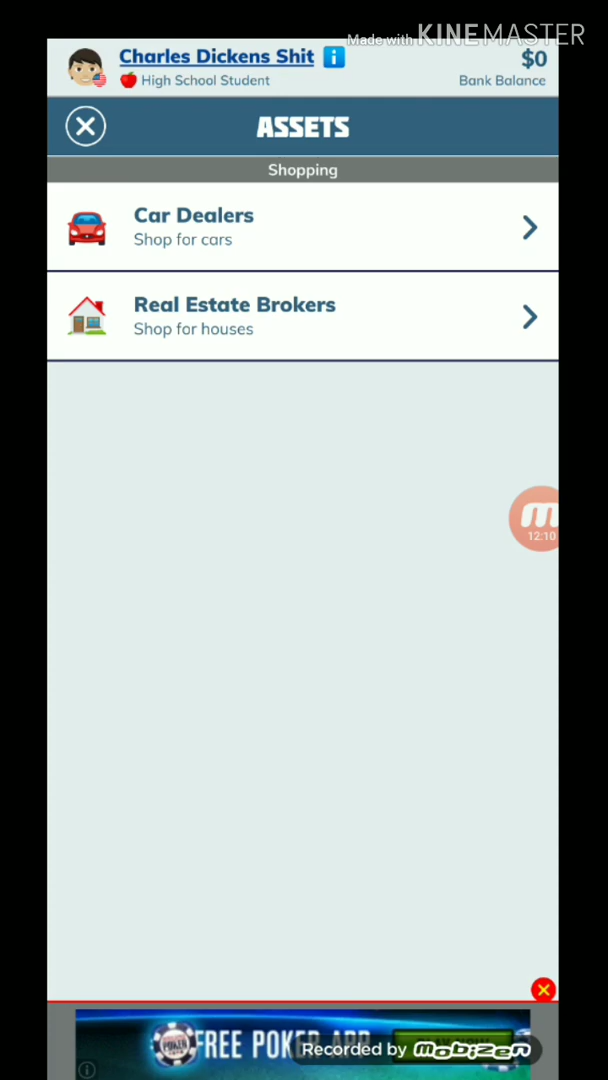 Made with KINEMASTER
Charles Dickens Shit
$0
High School Student
Bank Balance
ASSETS
Shopping
Car Dealers
Shop for cars
Real Estate Brokers
Shop for houses
12:10
FREE POKER APP
Recorded by mobizen